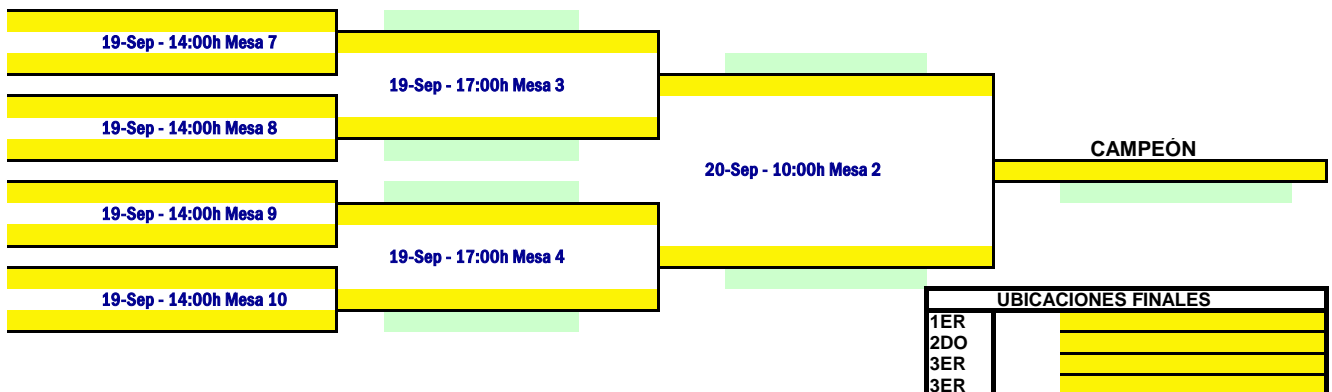 19-Sep - 14:00h Mesa 7
19-Sep - 17:00h Mesa 3
19-Sep - 14:00h Mesa 8
CAMPEÓN
20-Sep - 10:00h Mesa 2
19-Sep - 14:00h Mesa 9
19-Sep - 17:00h Mesa 4
19-Sep - 14:00h Mesa 10
UBICACIONES FINALES
1ER
2DO
3ER
3ER